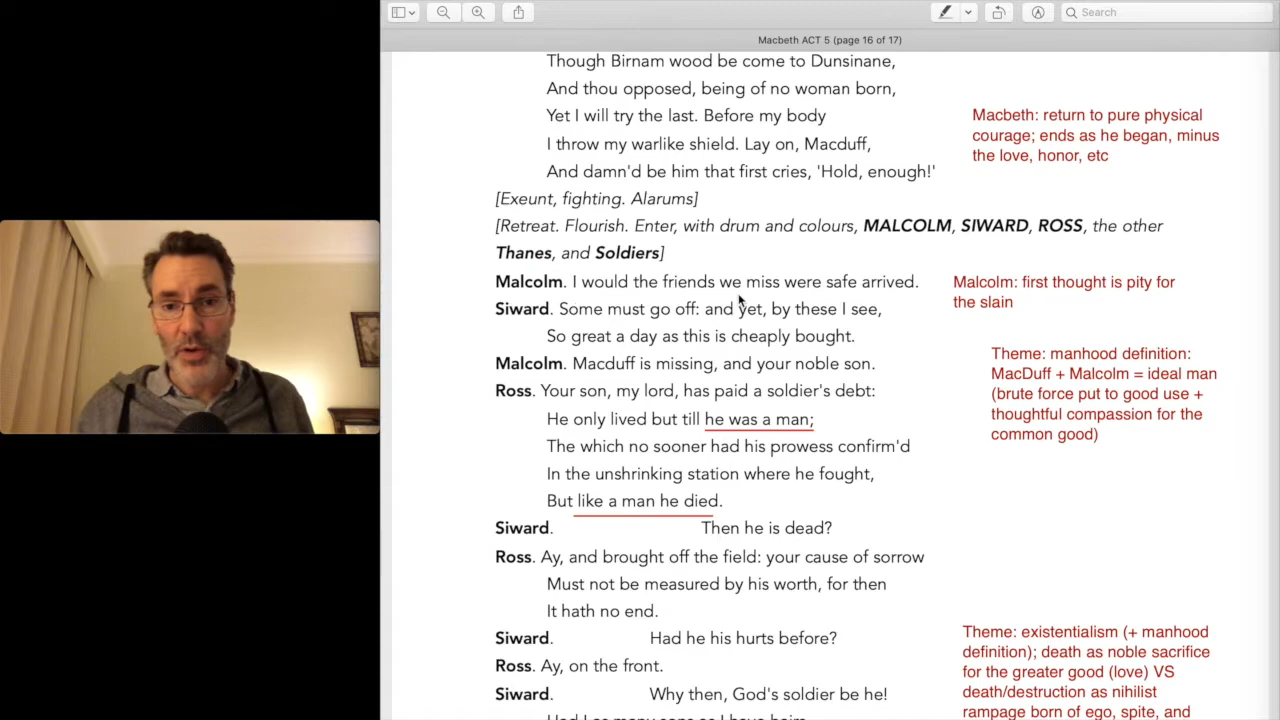 Search
Macbeth ACT 5 (page 16 of 17)
Though Birnam wood be come to Dunsinane,
And thou opposed, being of no woman born,
Yet I will try the last. Before my body
I throw my warlike shield. Lay on, Macduff,
And damn'd be him that first cries, 'Hold, enough!'
Macbeth: return to pure physical
courage; ends as he began, minus
the love, honor, etc
[Exeunt, fighting. Alarums]
[Retreat. Flourish. Enter, with drum and colours, MALCOLM, SIWARD, ROSS, the other
Thanes, and Soldiers]
Malcolm. I would the friends we miss were safe arrived.
Malcolm: first thought is pity for
the slain
Siward. Some must go off: and yet, by these I see,
So great a day as this is cheaply bought.
Malcolm. Macduff is missing, and your noble son.
Ross. Your son, my lord, has paid a soldier's debt:
He only lived but till he was a man;
The which no sooner had his prowess confirm'd
In the unshrinking station where he fought,
But like a man he died.
Theme: manhood definition:
MacDuff + Malcolm = ideal man
(brute force put to good use +
thoughtful compassion for the
common good)
Siward. Then he is dead?
Ross. Ay, and brought off the field: your cause of sorrow
Must not be measured by his worth, for then
It hath no end.
Siward. Had he his hurts before?
Ross. Ay, on the front.
Siward. Why then, God's soldier be he!
Had I as many sons as I have hairs
Theme: existentialism (+ manhood
definition); death as noble sacrifice
for the greater good (love) VS
death/destruction as nihilist
rampage born of ego, spite, and